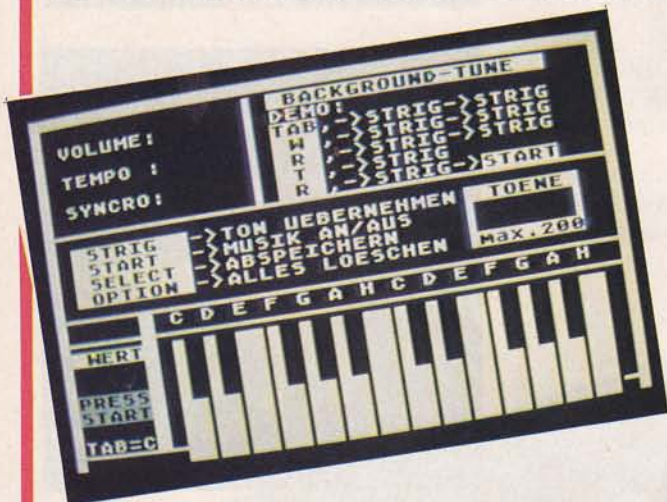 BACKGROUND-TUNE
DEMO:
TAB,->STRIG->STRIG
W ,->STRIG->STRIG
R ,->STRIG->STRIG
T ,->STRIG
R ,->STRIG->START
VOLUME:
TEMPO :
SYNCRO:
STRIG ->TON UEBERNEHMEN
START ->MUSIK AN/AUS
SELECT ->ABSPEICHERN
OPTION ->ALLES LOESCHEN
TOENE
Max.200
C D E F G A H C D E F G A H
WERT
PRESS
START
TAB=C